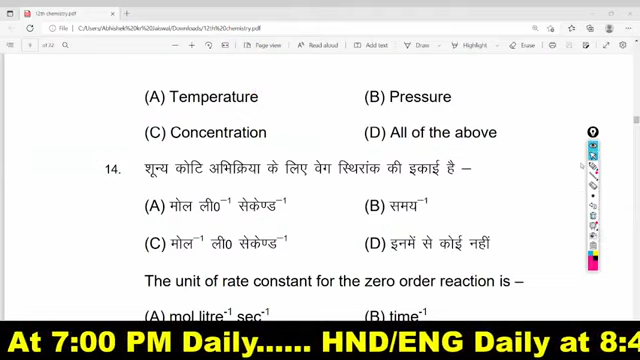 12th chemistry.pdf
C:/Users/Abhishek%20kr%20Jaiswal/Downloads/12th%20chemistry.pdf
9 of 32
Page view
Read aloud
Add text
Draw
Highlight
Erase
(A) Temperature (B) Pressure
(C) Concentration (D) All of the above
14. शून्य कोटि अभिक्रिया के लिए वेग स्थिरांक की इकाई है –
(A) मोल ली0⁻¹ सेकेण्ड⁻¹ (B) समय⁻¹
(C) मोल⁻¹ ली0 सेकेण्ड⁻¹ (D) इनमें से कोई नहीं
The unit of rate constant for the zero order reaction is –
(A) mol litre⁻¹ sec⁻¹ (B) time⁻¹
At 7:00 PM Daily...... HND/ENG Daily at 8:4